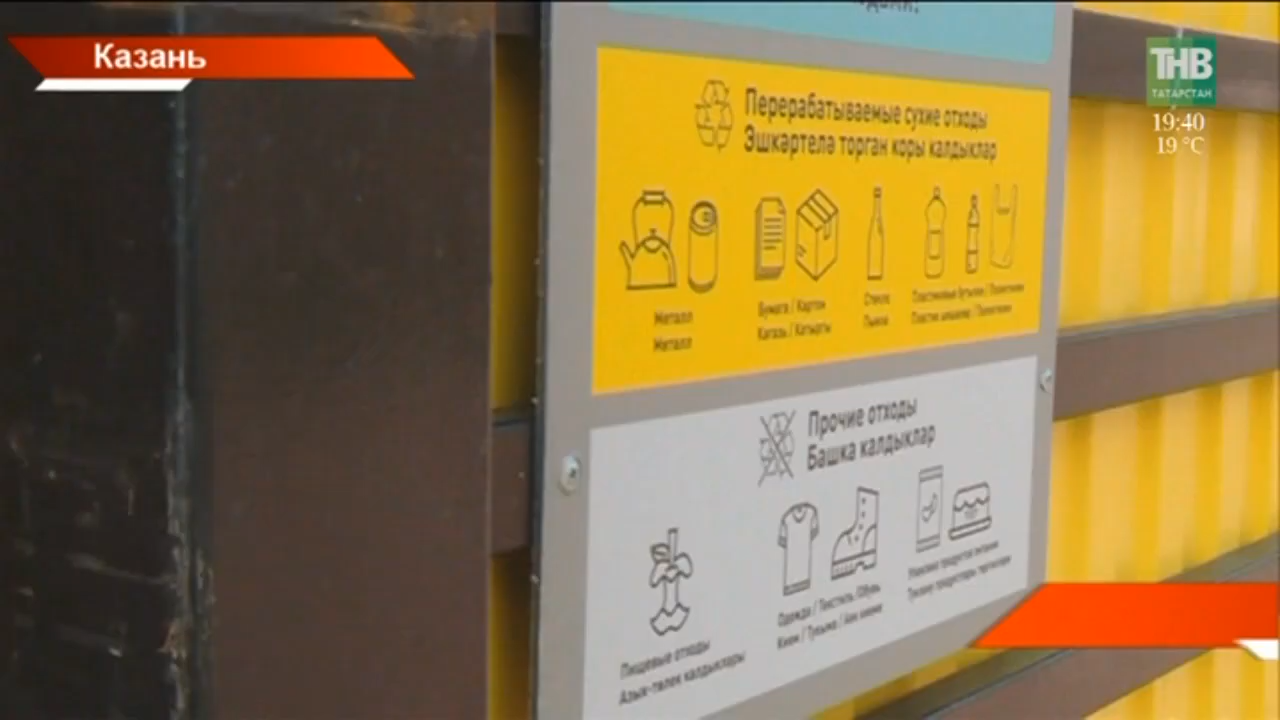 Казань
ТНВ
ТАТАРСТАН
19:40
19 °C
Перерабатываемые сухие отходы
Эшкәртелә торган коры калдыклар
Металл
Металл
Бумага / Картон
Кагазь / Катыргы
Стекло
Пыяла
Пластиковые бутылки / Полиэтилен
Пластик шешәләр / Полиэтилен
Прочие отходы
Башка калдыклар
Пищевые отходы
Азык-төлек калдыклары
Одежда / Текстиль /Обувь
Кием / Тукыма / Аяк киеме
Упаковка продуктов питания